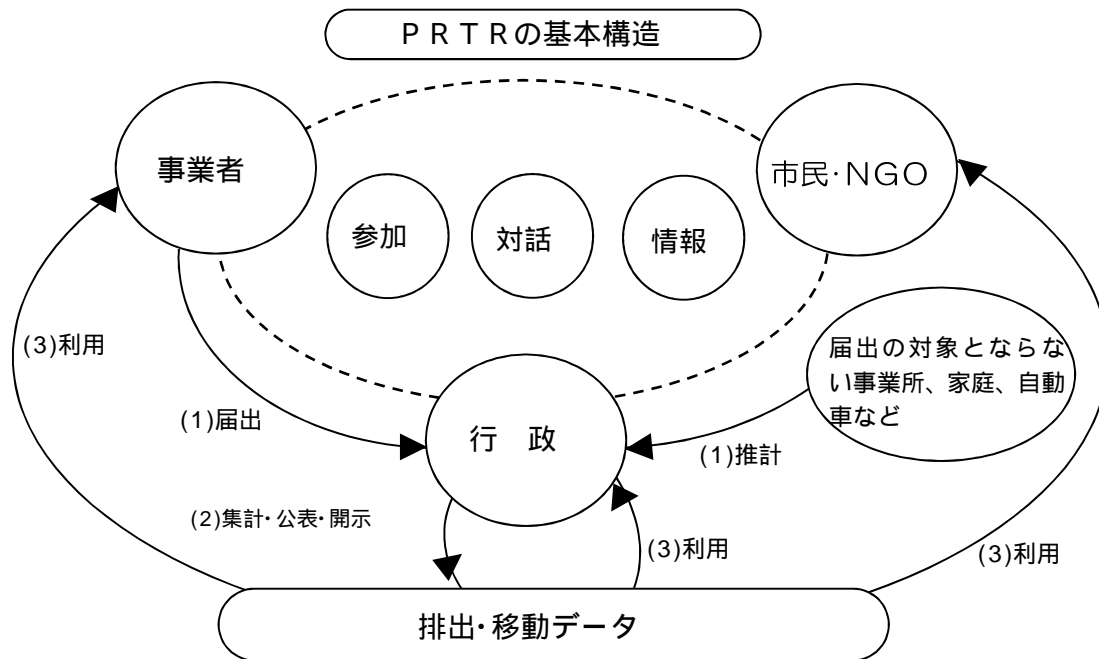 PRTRの基本構造
事業者
市民・NGO
参加
対話
情報
(3)利用
届出の対象とならな
い事業所、家庭、自動
車など
(1)届出
行 政
(1)推計
(2)集計・公表・開示
(3)利用
(3)利用
排出・移動データ